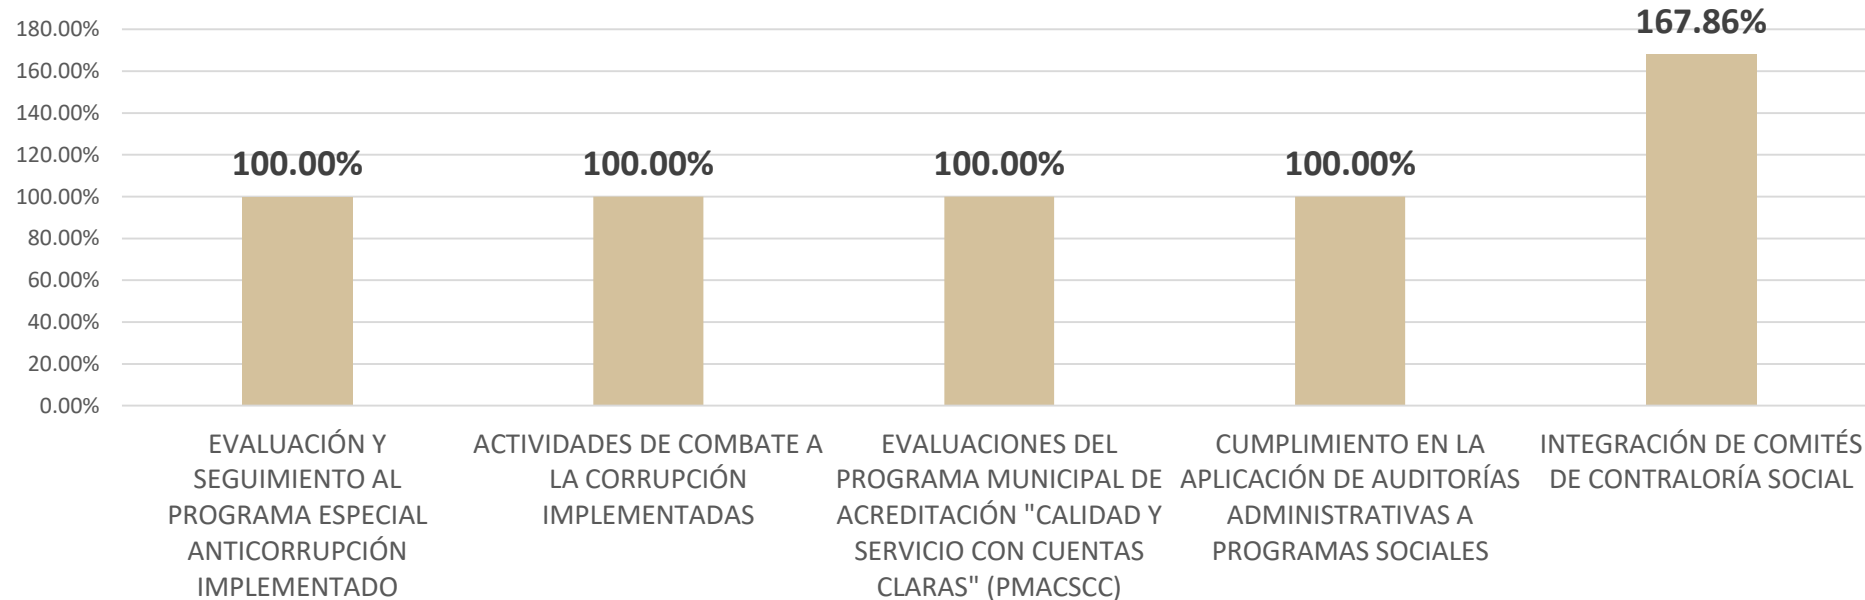 180.00%
160.00%
140.00%
120.00%
100.00%
80.00%
60.00%
40.00%
20.00%
0.00%
100.00%
100.00%
100.00%
100.00%
167.86%
EVALUACIÓN Y
SEGUIMIENTO AL
PROGRAMA ESPECIAL
ANTICORRUPCIÓN
IMPLEMENTADO
ACTIVIDADES DE COMBATE A
LA CORRUPCIÓN
IMPLEMENTADAS
EVALUACIONES DEL
PROGRAMA MUNICIPAL DE
ACREDITACIÓN "CALIDAD Y
SERVICIO CON CUENTAS
CLARAS" (PMACSCC)
CUMPLIMIENTO EN LA
APLICACIÓN DE AUDITORÍAS
ADMINISTRATIVAS A
PROGRAMAS SOCIALES
INTEGRACIÓN DE COMITÉS
DE CONTRALORÍA SOCIAL